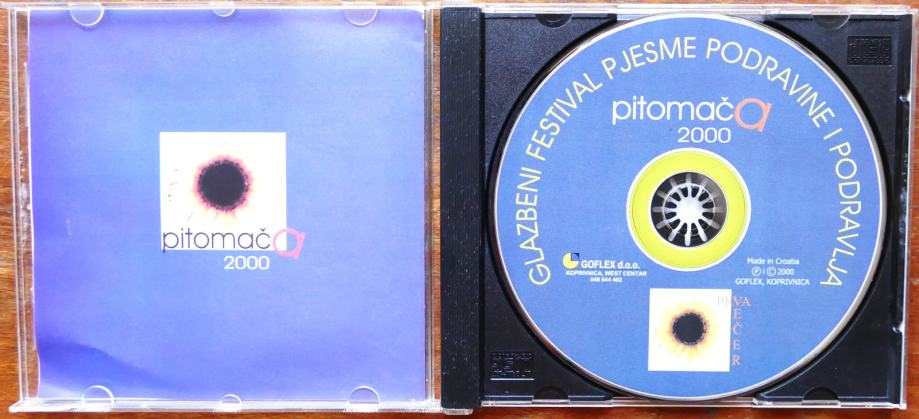 pitomača
2000
GLAZBENI FESTIVAL PJESME PODRAVINE I PODRAVLJA
pitomača
2000
GOFLEX d.o.o.
KOPRIVNICA, WEST CENTAR
048 644 402
Made in Croatia
℗ i © 2000
GOFLEX, KOPRIVNICA
PRVA
VEČER